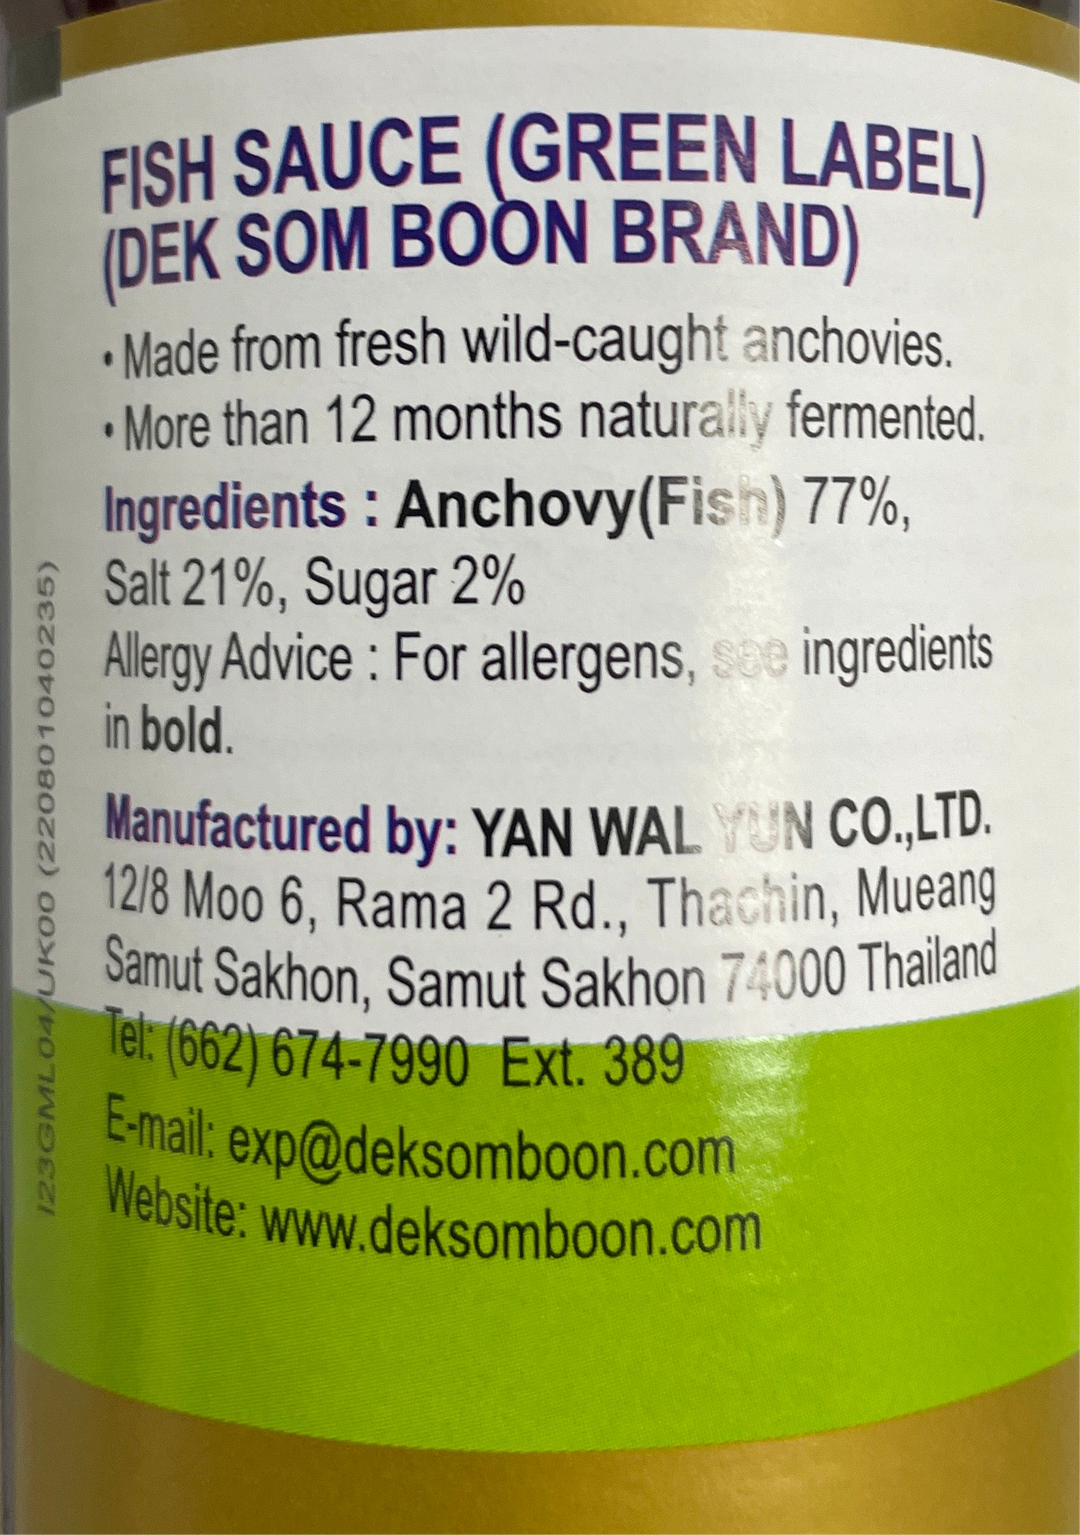 FISH SAUCE (GREEN LABEL)
(DEK SOM BOON BRAND)
• Made from fresh wild-caught anchovies.
• More than 12 months naturally fermented.
Ingredients : Anchovy(Fish) 77%,
Salt 21%, Sugar 2%
Allergy Advice : For allergens, see ingredients
in bold.
Manufactured by: YAN WAL YUN CO.,LTD.
12/8 Moo 6, Rama 2 Rd., Thachin, Mueang
Samut Sakhon, Samut Sakhon 74000 Thailand
Tel: (662) 674-7990 Ext. 389
E-mail: exp@deksomboon.com
Website: www.deksomboon.com
123GML04/UK00 (220801040235)